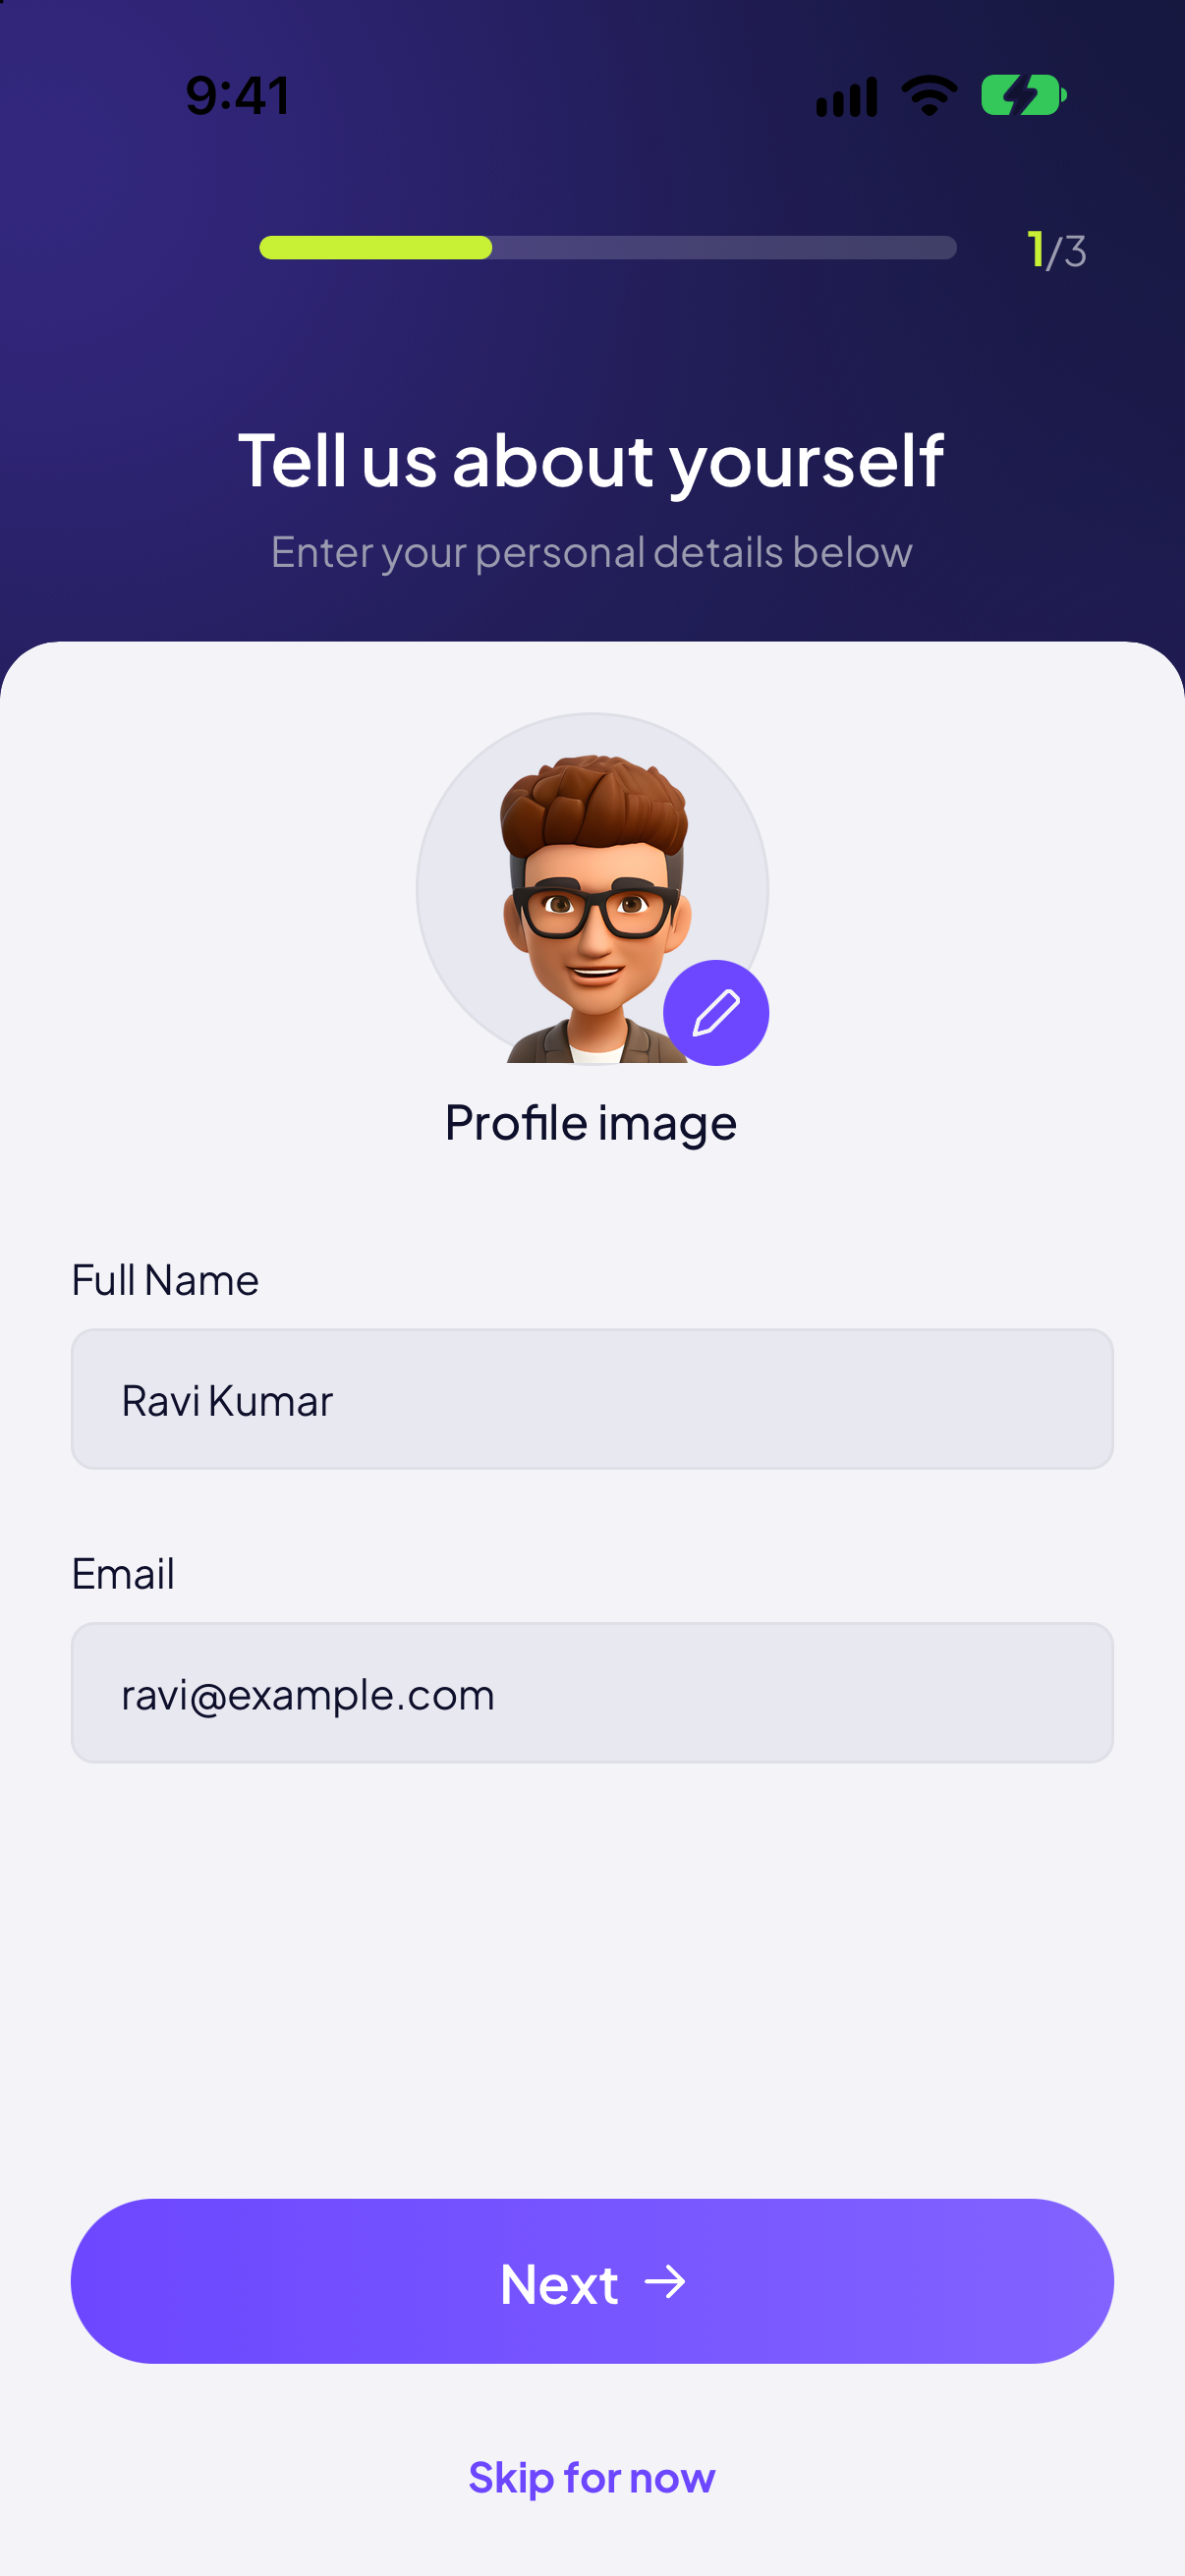 9:41
1/3
Tell us about yourself
Enter your personal details below
Profile image
Full Name
Ravi Kumar
Email
ravi@example.com
Next →
Skip for now